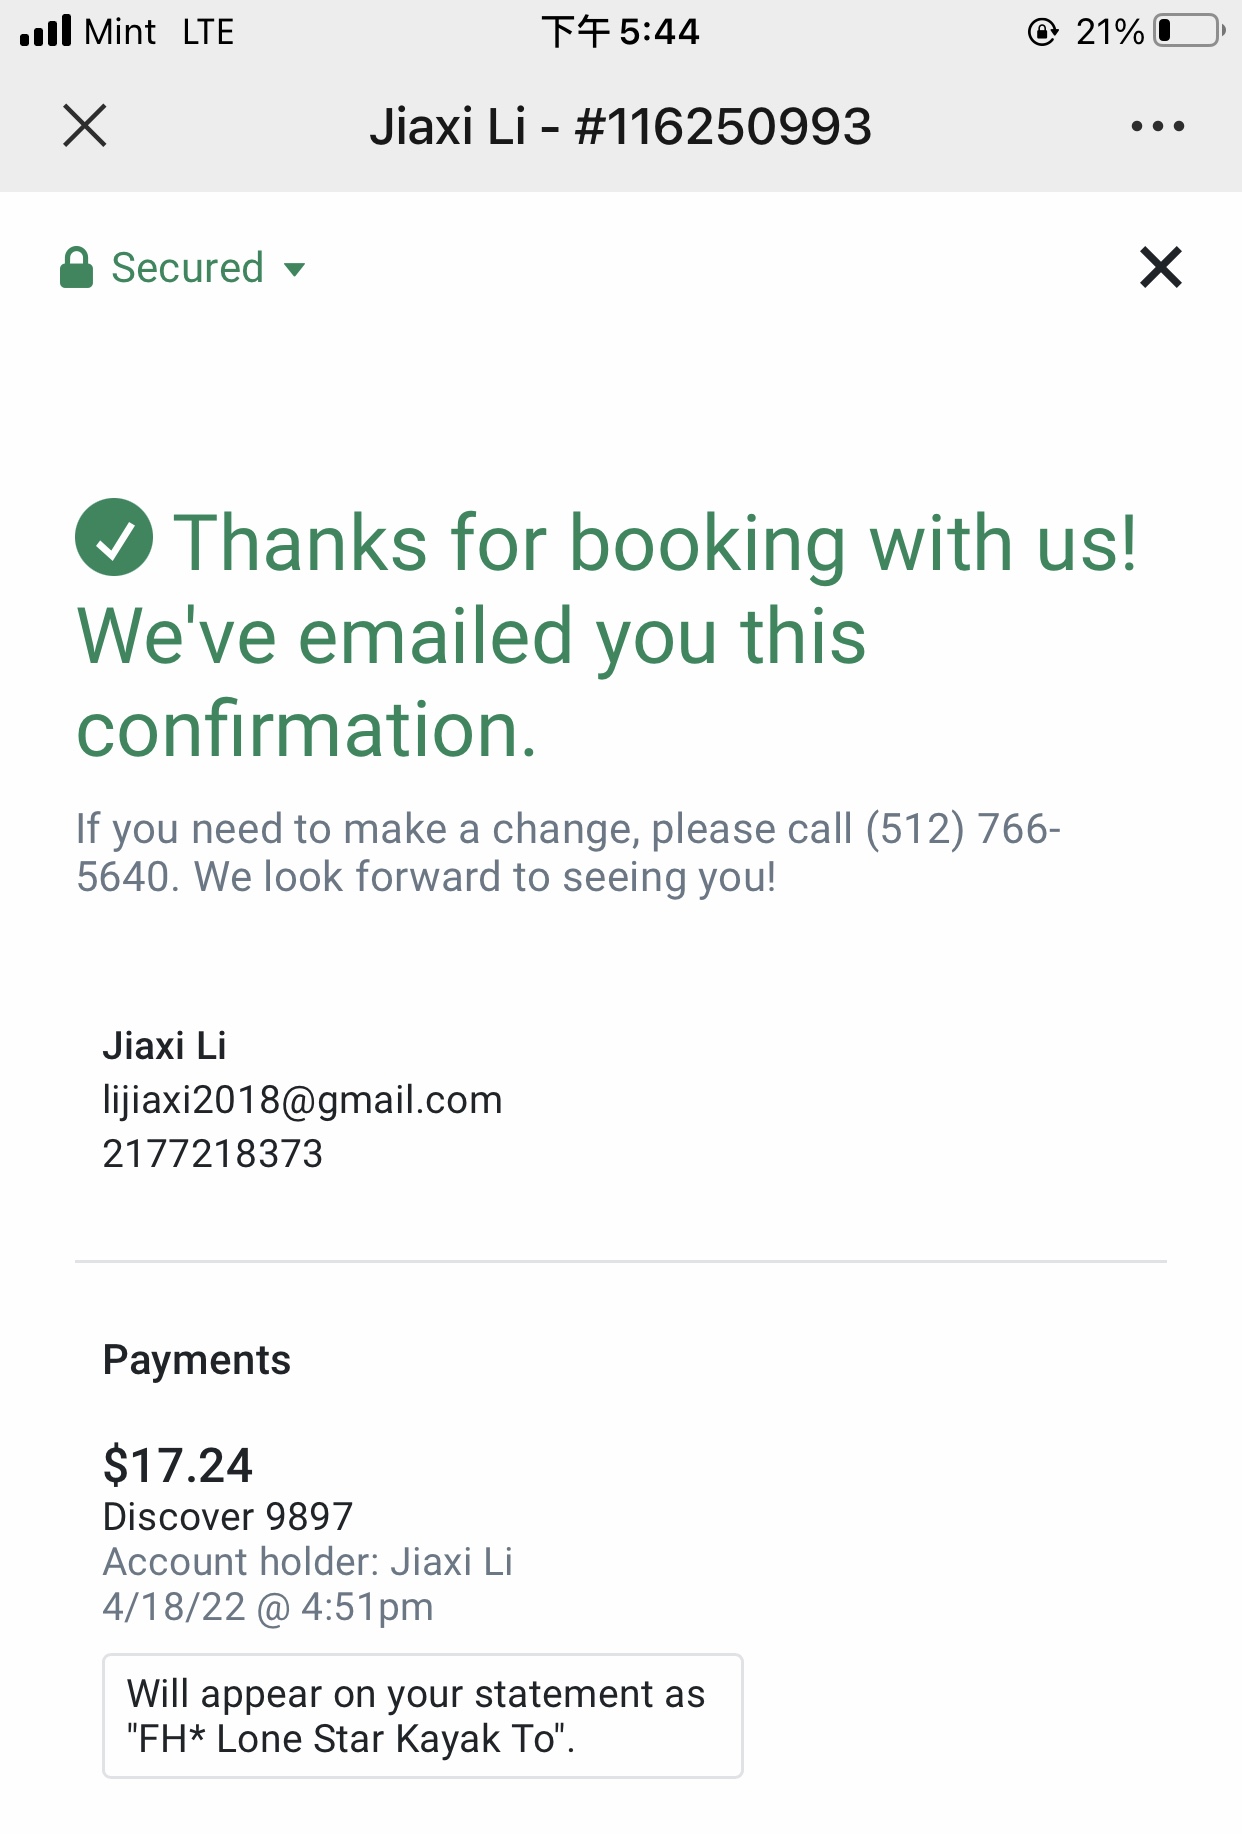 Mint LTE 下午 5:44 21%
Jiaxi Li - #116250993
Secured
Thanks for booking with us!
We've emailed you this
confirmation.
If you need to make a change, please call (512) 766-
5640. We look forward to seeing you!
Jiaxi Li
lijiaxi2018@gmail.com
2177218373
Payments
$17.24
Discover 9897
Account holder: Jiaxi Li
4/18/22 @ 4:51pm
Will appear on your statement as
"FH* Lone Star Kayak To".